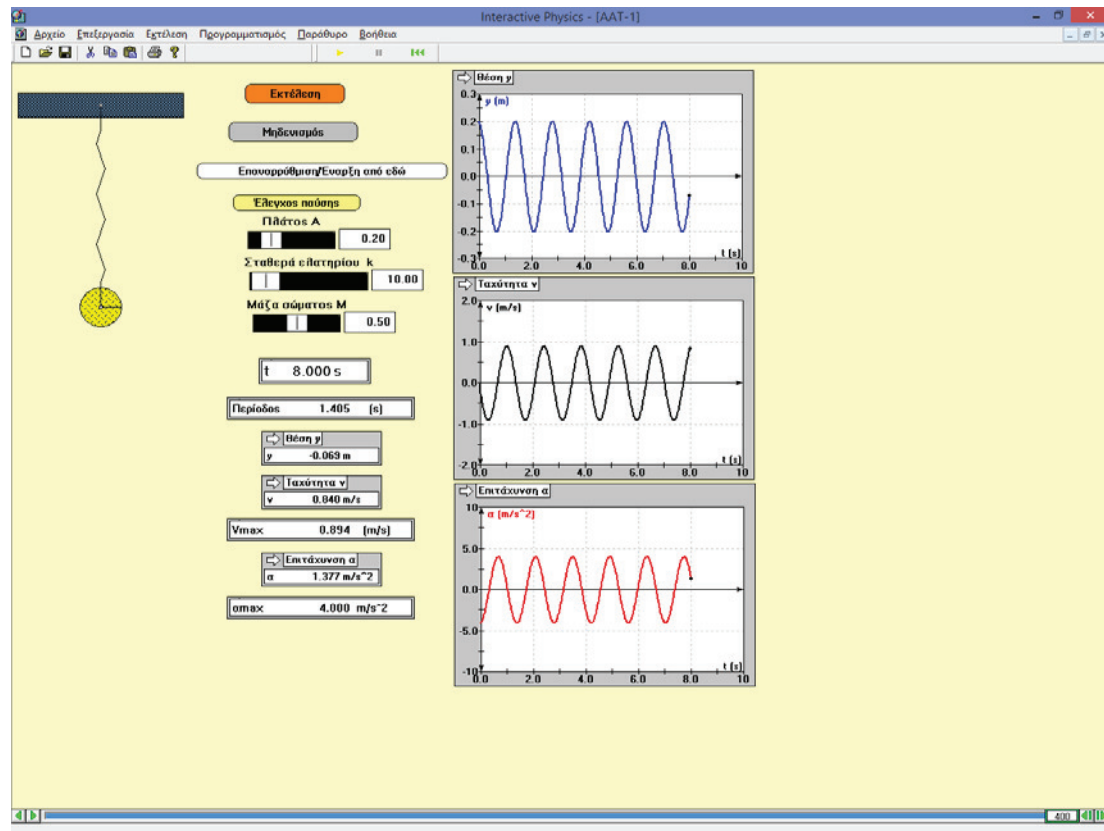 Interactive Physics - [AAT-1]
Αρχείο Επεξεργασία Εκτέλεση Προγραμματισμός Παράθυρο Βοήθεια
Εκτέλεση
Μηδενισμός
Επαναρρύθμιση/Έναρξη από εδώ
Έλεγχος παύσης
Πλάτος Α
0.20
Σταθερά ελατηρίου k
10.00
Μάζα σώματος Μ
0.50
t 8.000 s
Περίοδος 1.405 (s)
Θέση y
y -0.069 m
Ταχύτητα v
v 0.840 m/s
Vmax 0.894 (m/s)
Επιτάχυνση α
α 1.377 m/s^2
αmax 4.000 m/s^2
Θέση y
y (m)
0.3
0.2
0.1
0.0
-0.1
-0.2
-0.3
0.0 2.0 4.0 6.0 8.0 10
t (s)
Ταχύτητα v
v (m/s)
2.0
1.0
0.0
-1.0
-2.0
0.0 2.0 4.0 6.0 8.0 10
t (s)
Επιτάχυνση α
α (m/s^2)
10
5.0
0.0
-5.0
-10
0.0 2.0 4.0 6.0 8.0 10
t (s)
400